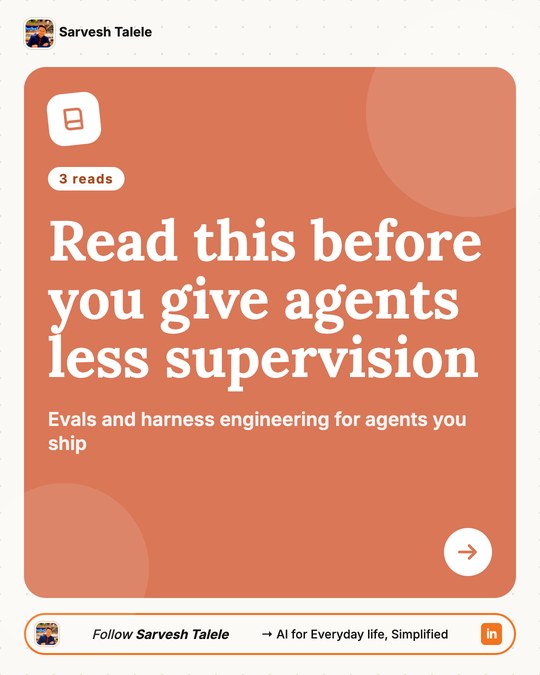 Sarvesh Talele
3 reads
Read this before
you give agents
less supervision
Evals and harness engineering for agents you
ship
Follow Sarvesh Talele
→ AI for Everyday life, Simplified
in